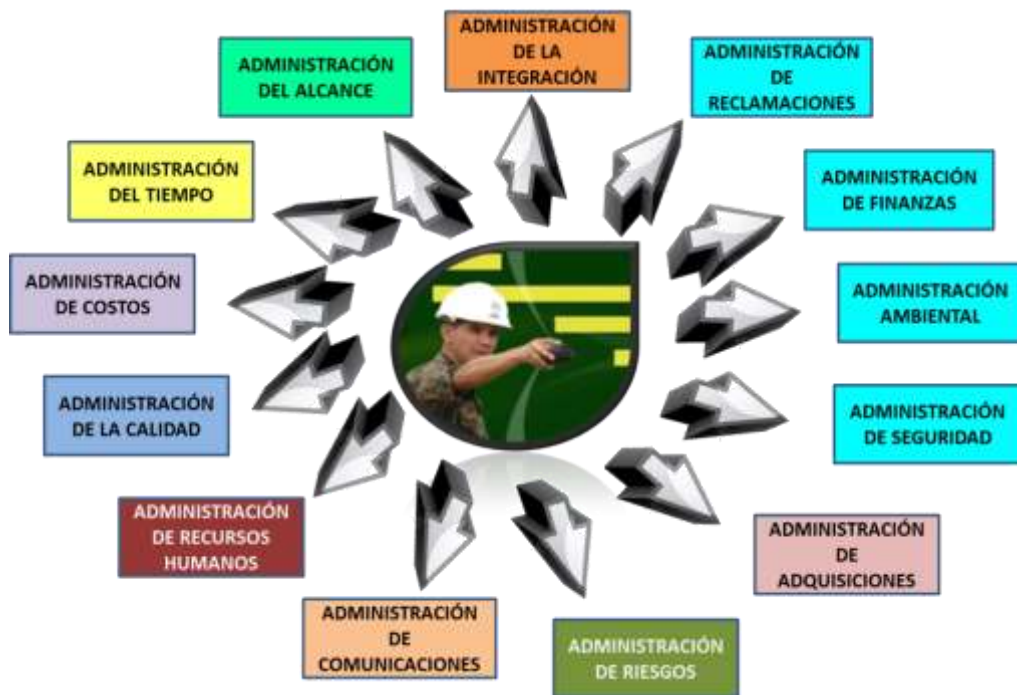 ADMINISTRACIÓN
DE LA
INTEGRACIÓN
ADMINISTRACIÓN
DE
RECLAMACIONES
ADMINISTRACIÓN
DE FINANZAS
ADMINISTRACIÓN
AMBIENTAL
ADMINISTRACIÓN
DE SEGURIDAD
ADMINISTRACIÓN
DE
ADQUISICIONES
ADMINISTRACIÓN
DE RIESGOS
ADMINISTRACIÓN
DE
COMUNICACIONES
ADMINISTRACIÓN
DE RECURSOS
HUMANOS
ADMINISTRACIÓN
DE LA CALIDAD
ADMINISTRACIÓN
DE COSTOS
ADMINISTRACIÓN
DEL TIEMPO
ADMINISTRACIÓN
DEL ALCANCE